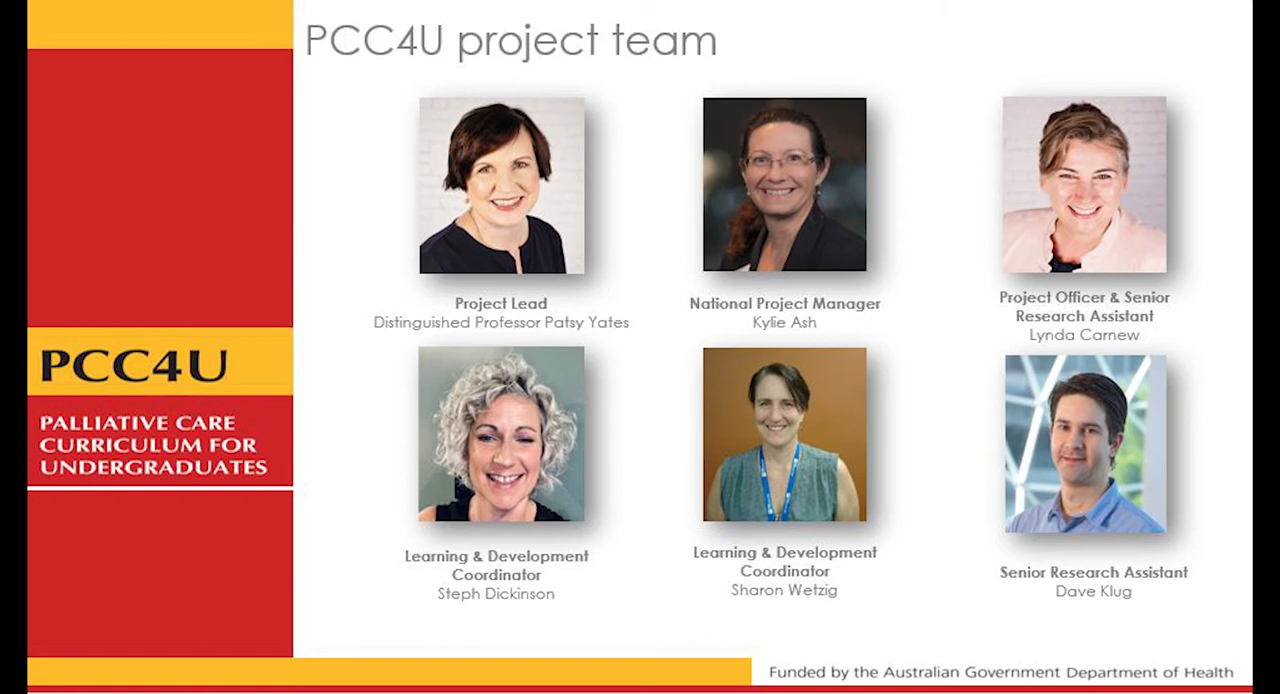 PCC4U project team
Project Lead
Distinguished Professor Patsy Yates
National Project Manager
Kylie Ash
Project Officer & Senior
Research Assistant
Lynda Carnew
PCC4U
PALLIATIVE CARE
CURRICULUM FOR
UNDERGRADUATES
Learning & Development
Coordinator
Steph Dickinson
Learning & Development
Coordinator
Sharon Wetzig
Senior Research Assistant
Dave Klug
Funded by the Australian Government Department of Health